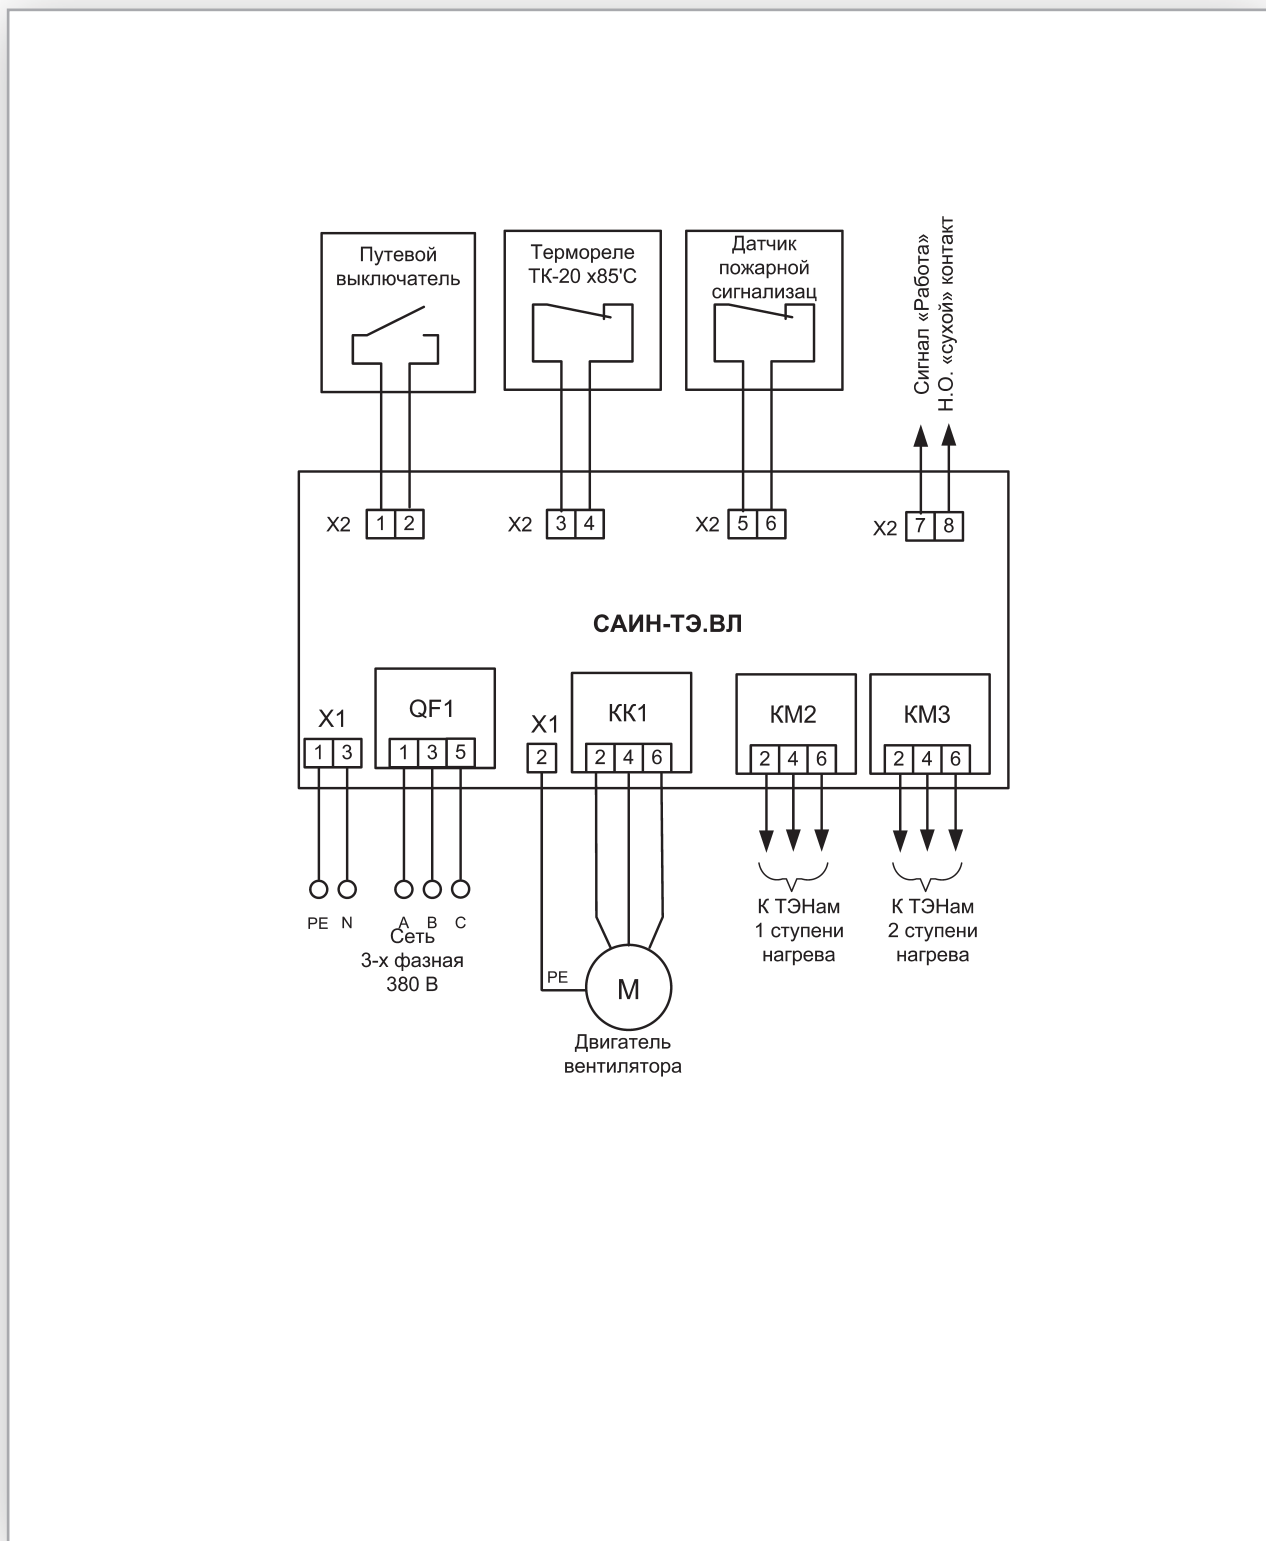 Путевой
выключатель
Термореле
ТК-20 х85'С
Датчик
пожарной
сигнализац
Сигнал «Работа»
Н.О. «сухой» контакт
X2
1 2
X2
3 4
X2
5 6
X2
7 8
САИН-ТЭ.ВЛ
X1
1 3
QF1
1 3 5
X1
2
КК1
2 4 6
КМ2
2 4 6
КМ3
2 4 6
PE N
A B C
Сеть
3-х фазная
380 В
PE
М
Двигатель
вентилятора
К ТЭНам
1 ступени
нагрева
К ТЭНам
2 ступени
нагрева